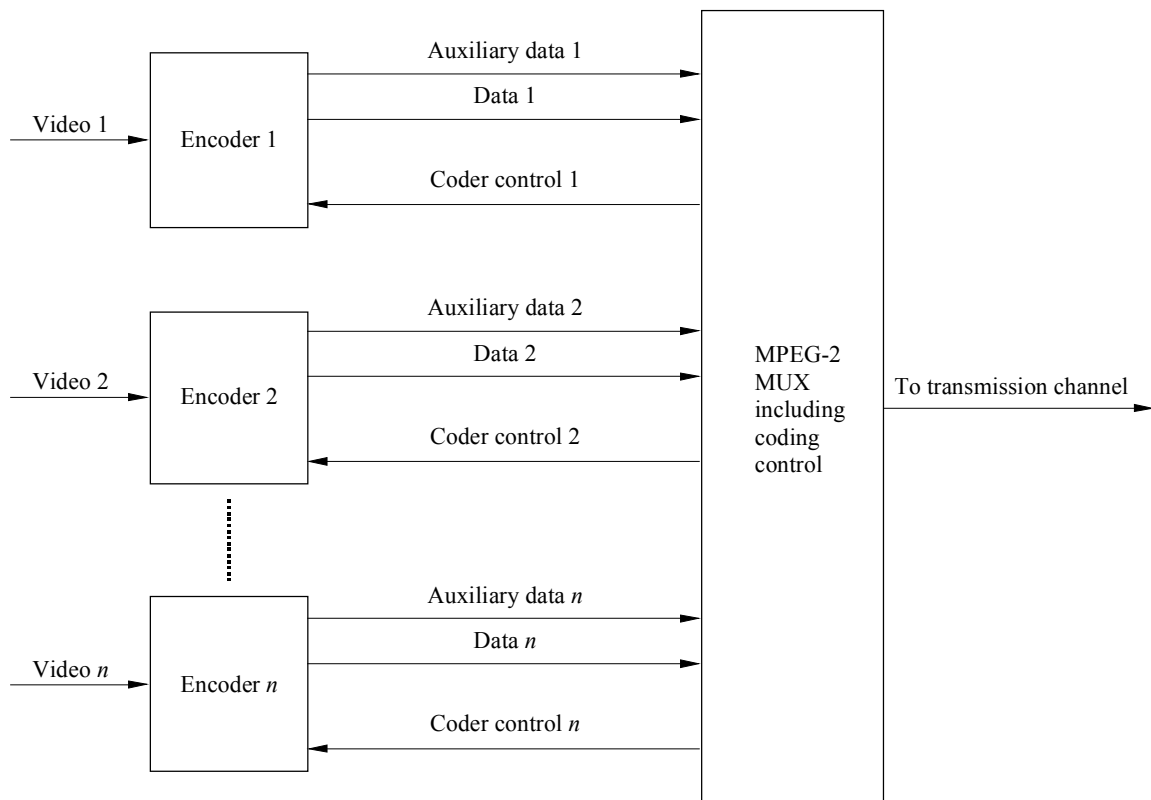 Auxiliary data 1
Data 1
Video 1
Encoder 1
Coder control 1
Auxiliary data 2
Data 2
Video 2
Encoder 2
Coder control 2
MPEG-2
MUX
including
coding
control
To transmission channel
Auxiliary data n
Data n
Video n
Encoder n
Coder control n